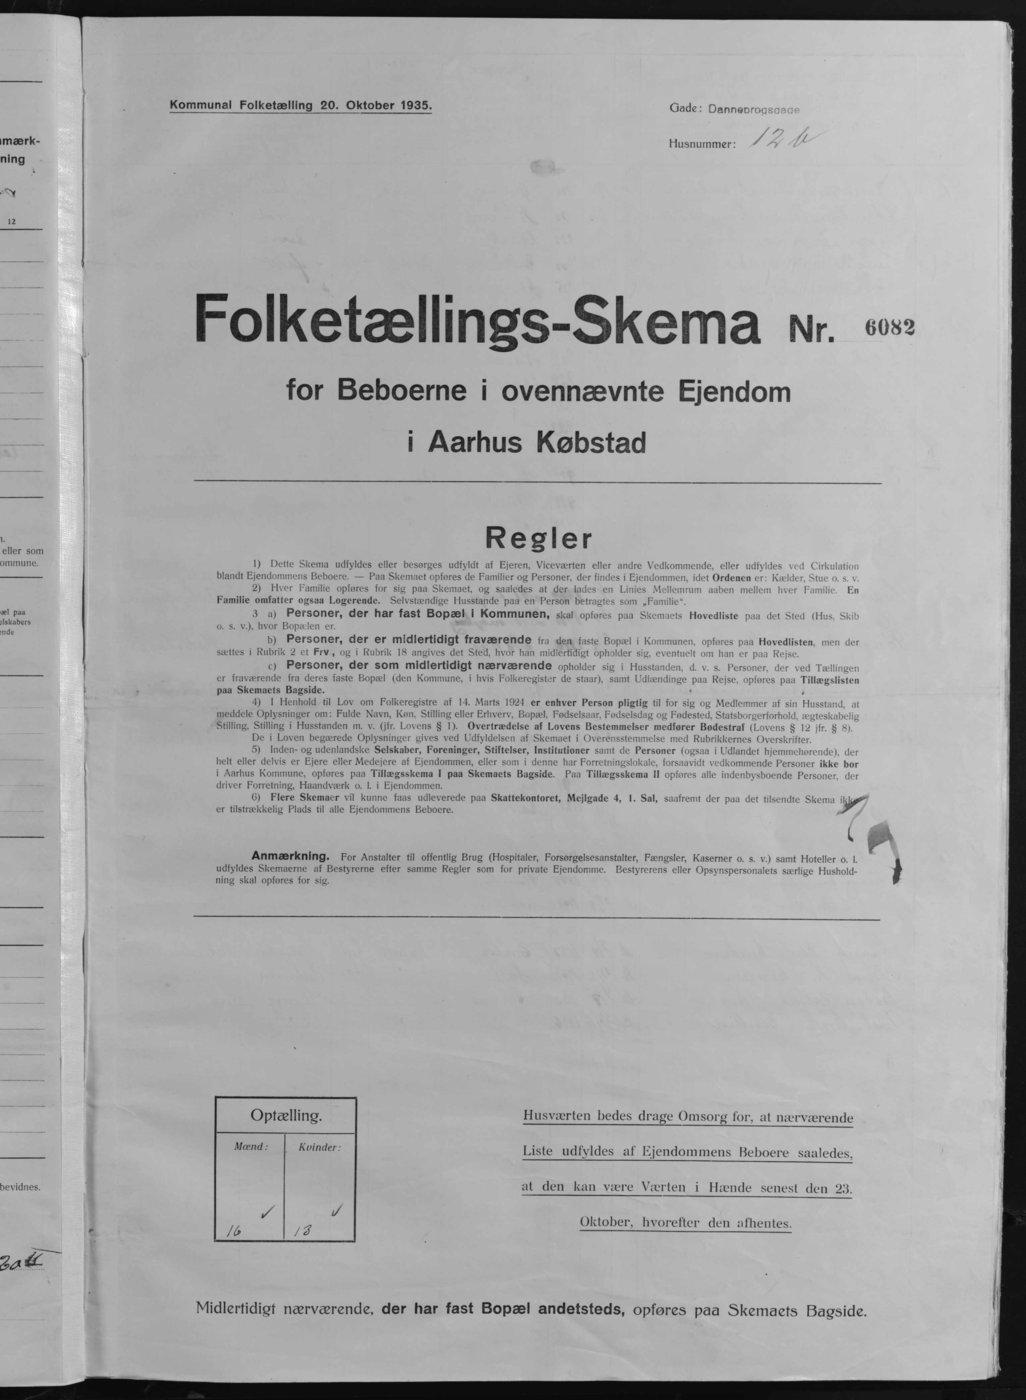 Kommunal Folketælling 20. Oktober 1935.
Gade: Dannebrogsgade
Husnummer: 12 b
Folketællings-Skema Nr. 6082
for Beboerne i ovennævnte Ejendom
i Aarhus Købstad
Regler
1) Dette Skema udfyldes eller besørges udfyldt af Ejeren, Viceværten eller andre Vedkommende, eller udfyldes ved Cirkulation
blandt Ejendommens Beboere. — Paa Skemaet opføres de Familier og Personer, der findes i Ejendommen, idet Ordenen er: Kælder, Stue o. s. v.
2) Hver Familie opføres for sig paa Skemaet, og saaledes at der lades en Linies Mellemrum aaben mellem hver Familie. En
Familie omfatter ogsaa Logerende. Selvstændige Husstande paa en Person betragtes som „Familie“.
3 a) Personer, der har fast Bopæl i Kommunen, skal opføres paa Skemaets Hovedliste paa det Sted (Hus, Skib
o. s. v.), hvor Bopælen er.
b) Personer, der er midlertidigt fraværende fra den faste Bopæl i Kommunen, opføres paa Hovedlisten, men der
sættes i Rubrik 2 et Frv., og i Rubrik 18 angives det Sted, hvor han midlertidigt opholder sig, eventuelt om han er paa Rejse.
c) Personer, der som midlertidigt nærværende opholder sig i Husstanden, d. v. s. Personer, der ved Tællingen
er fraværende fra deres faste Bopæl (den Kommune, i hvis Folkeregister de staar), samt Udlændinge paa Rejse, opføres paa Tillægslisten
paa Skemaets Bagside.
4) I Henhold til Lov om Folkeregistre af 14. Marts 1924 er enhver Person pligtig til for sig og Medlemmer af sin Husstand, at
meddele Oplysninger om: Fulde Navn, Køn, Stilling eller Erhverv, Bopæl, Fødselsaar, Fødselsdag og Fødested, Statsborgerforhold, ægteskabelig
Stilling, Stilling i Husstanden m. v. (jfr. Lovens § 1). Overtrædelse af Lovens Bestemmelser medfører Bødestraf (Lovens § 12 jfr. § 8).
De i Loven begærede Oplysninger gives ved Udfyldelsen af Skemaet i Overensstemmelse med Rubrikkernes Overskrifter.
5) Inden- og udenlandske Selskaber, Foreninger, Stiftelser, Institutioner samt de Personer (ogsaa i Udlandet hjemmehørende), der
helt eller delvis er Ejere eller Medejere af Ejendommen, eller som i denne har Forretningslokale, forsaavidt vedkommende Personer ikke bor
i Aarhus Kommune, opføres paa Tillægsskema I paa Skemaets Bagside. Paa Tillægsskema II opføres alle indenbysboende Personer, der
driver Forretning, Haandværk o. l. i Ejendommen.
6) Flere Skemaer vil kunne faas udleverede paa Skattekontoret, Mejlgade 4, 1. Sal, saafremt der paa det tilsendte Skema ikke
er tilstrækkelig Plads til alle Ejendommens Beboere.
Anmærkning. For Anstalter til offentlig Brug (Hospitaler, Forsørgelsesanstalter, Fængsler, Kaserner o. s. v.) samt Hoteller o. l.
udfyldes Skemaerne af Bestyrerne efter samme Regler som for private Ejendomme. Bestyrerens eller Opsynspersonalets særlige Hushold-
ning skal opføres for sig.
Optælling.
Mænd: Kvinder:
16 13
Husværten bedes drage Omsorg for, at nærværende
Liste udfyldes af Ejendommens Beboere saaledes,
at den kan være Værten i Hænde senest den 23.
Oktober, hvorefter den afhentes.
Midlertidigt nærværende, der har fast Bopæl andetsteds, opføres paa Skemaets Bagside.
mærk-
ning
12
eller som
ommune.
æl paa
elskabers
ende
bevidnes.